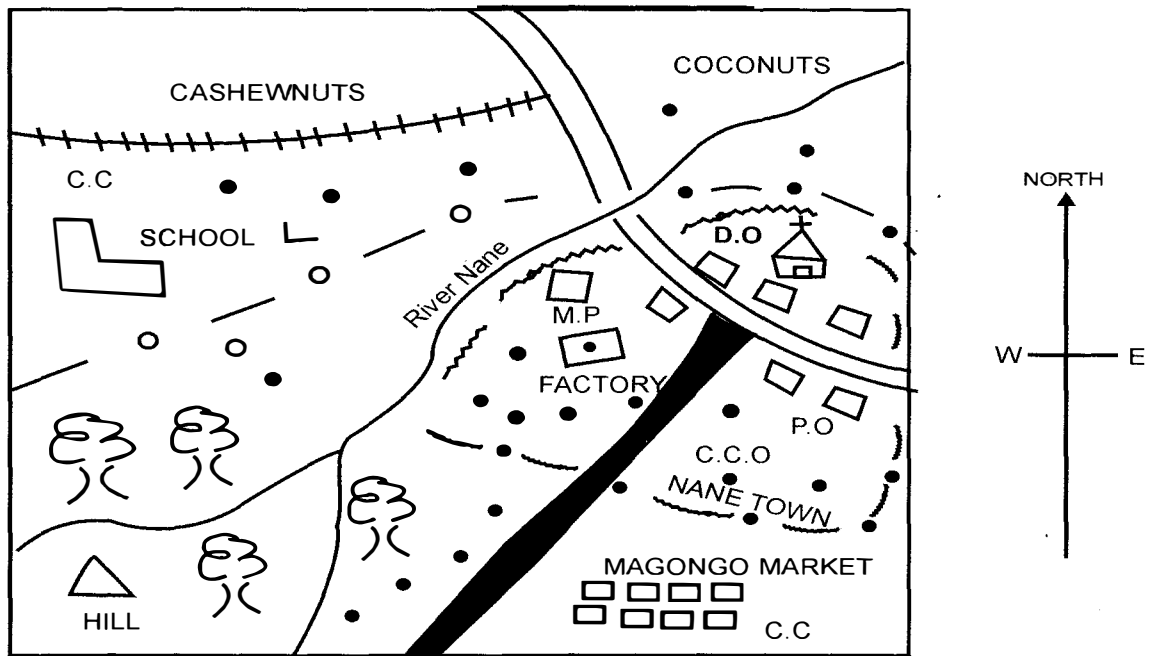 COCONUTS
CASHEWNUTS
C.C
NORTH
SCHOOL
D.O
River Nane
M.P
W
E
FACTORY
P.O
C.C.O
NANE TOWN
MAGONGO MARKET
HILL
C.C